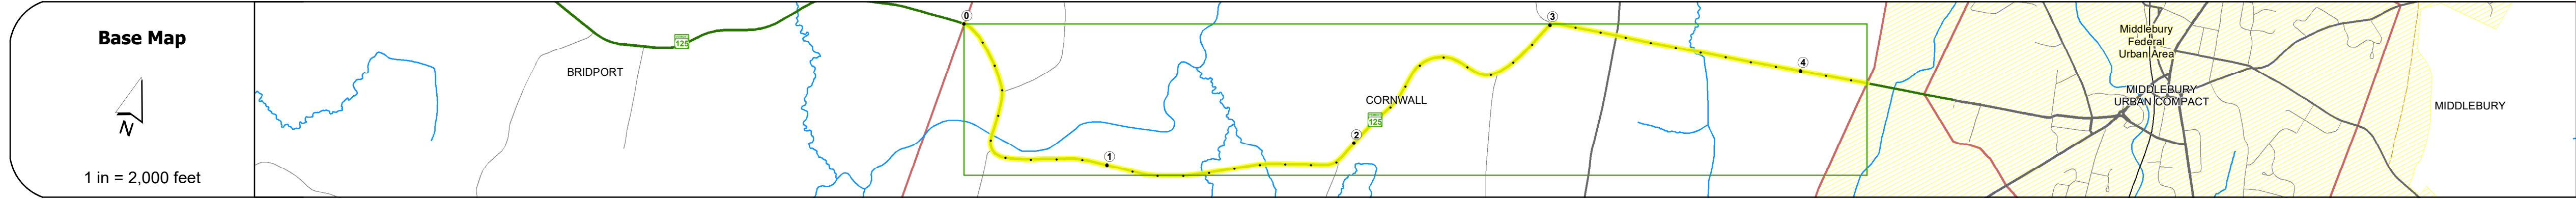 Base Map
N
1 in = 2,000 feet
125
BRIDPORT
0
1
2
3
4
CORNWALL
125
Middlebury
Federal
Urban Area
MIDDLEBURY
URBAN COMPACT
MIDDLEBURY